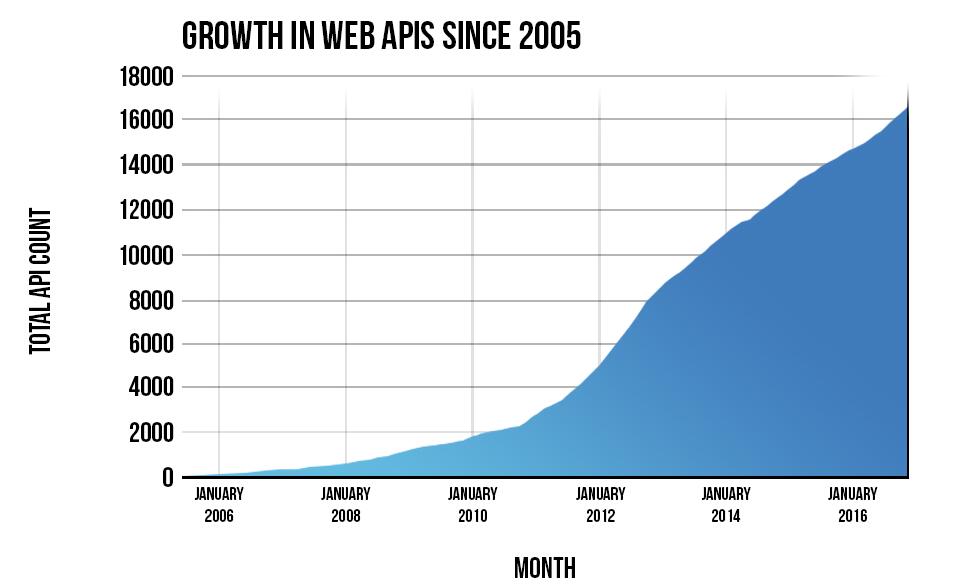 GROWTH IN WEB APIS SINCE 2005
18000
16000
14000
12000
10000
8000
6000
4000
2000
0
TOTAL API COUNT
JANUARY 2006
JANUARY 2008
JANUARY 2010
JANUARY 2012
JANUARY 2014
JANUARY 2016
MONTH